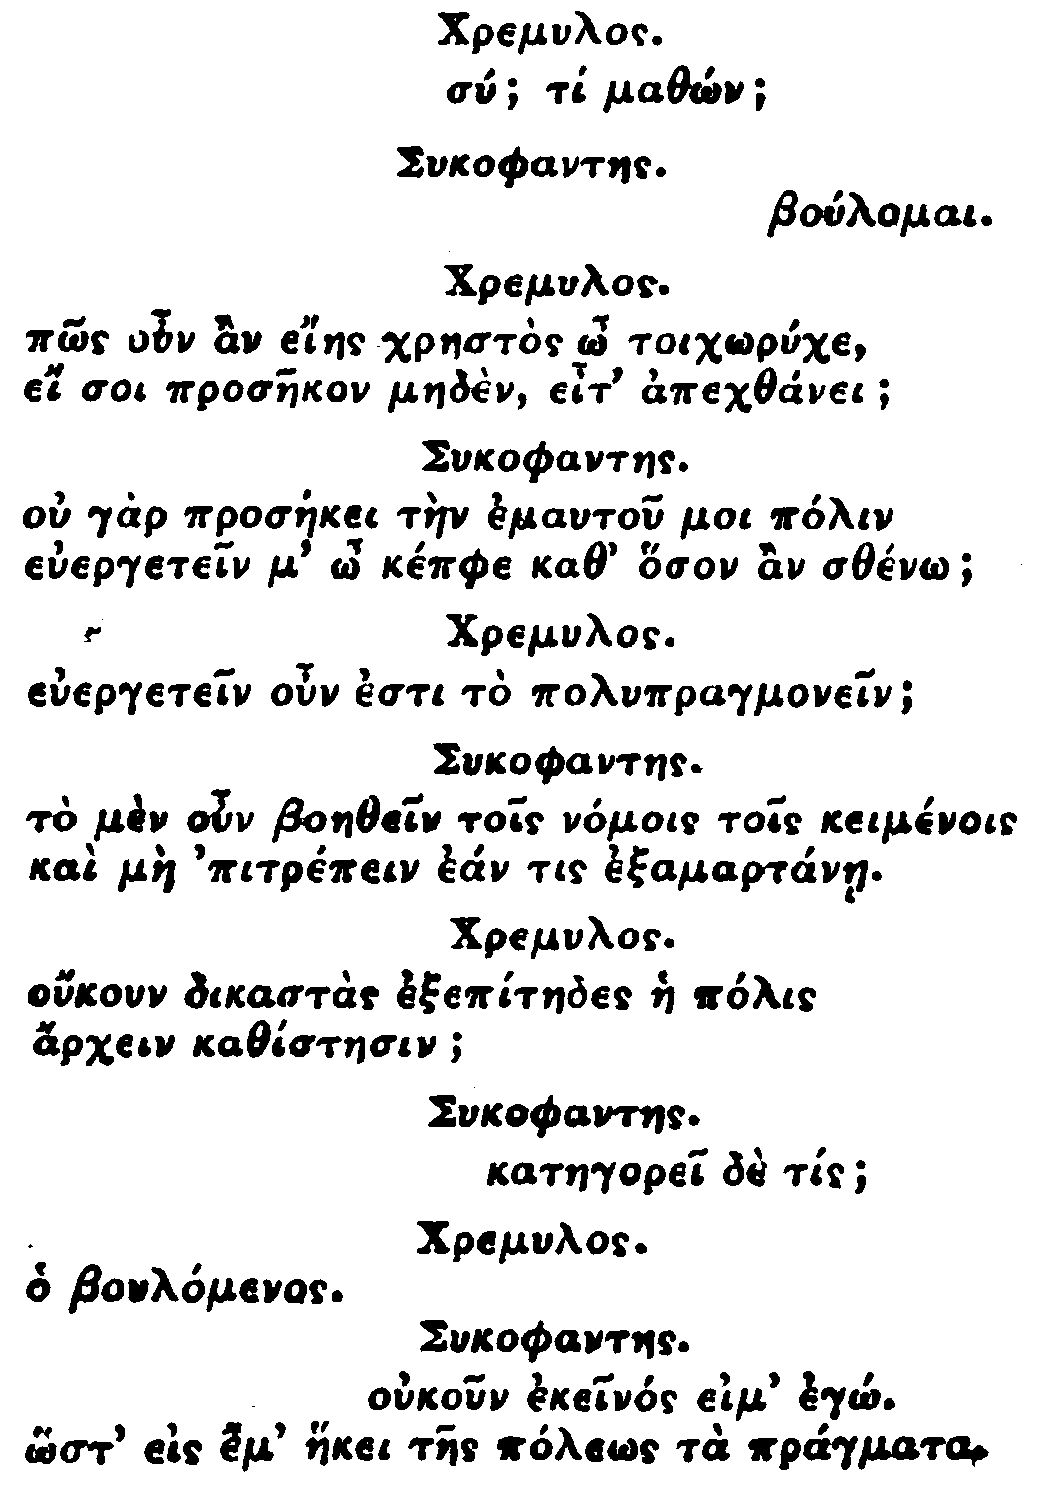 Χρεμυλος.
σύ; τί μαθών;
Συκοφαντης.
βούλομαι.
Χρεμυλος.
πῶς οὖν ἂν εἴης χρηστὸς ὦ τοιχωρύχε,
εἴ σοι προσῆκον μηδὲν, εἶτ' ἀπεχθάνει;
Συκοφαντης.
οὐ γὰρ προσήκει τὴν ἐμαυτοῦ μοι πόλιν
εὐεργετεῖν μ' ὦ κέπφε καθ' ὅσον ἂν σθένω;
Χρεμυλος.
εὐεργετεῖν οὖν ἐστι τὸ πολυπραγμονεῖν;
Συκοφαντης.
τὸ μὲν οὖν βοηθεῖν τοῖς νόμοις τοῖς κειμένοις
καὶ μὴ 'πιτρέπειν ἐάν τις ἐξαμαρτάνῃ.
Χρεμυλος.
οὔκουν δικαστὰς ἐξεπίτηδες ἡ πόλις
ἄρχειν καθίστησιν;
Συκοφαντης.
κατηγορεῖ δὲ τίς;
Χρεμυλος.
ὁ βουλόμενος.
Συκοφαντης.
οὐκοῦν ἐκεῖνός εἰμ' ἐγώ.
ὥστ' εἰς ἔμ' ἥκει τῆς πόλεως τὰ πράγματα.